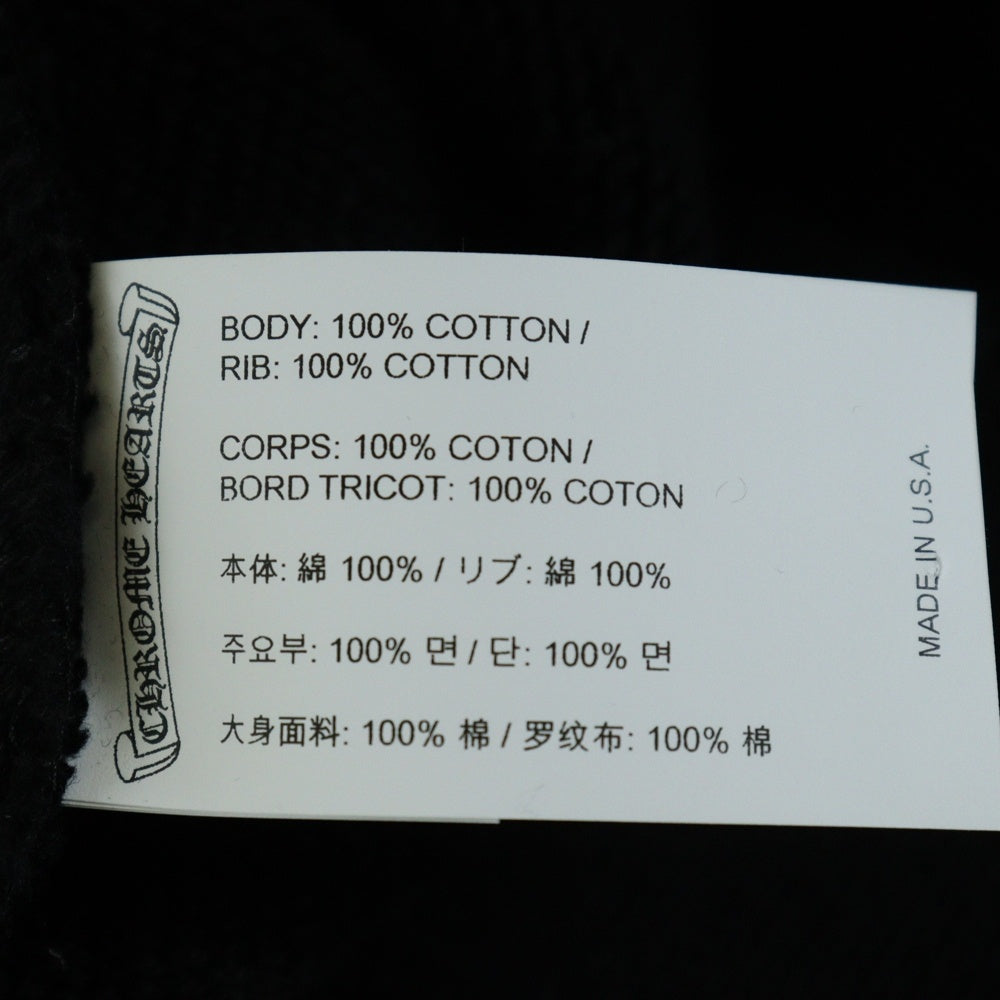 CHROME HEARTS
BODY: 100% COTTON /
RIB: 100% COTTON
CORPS: 100% COTON /
BORD TRICOT: 100% COTON
本体: 綿 100% / リブ: 綿 100%
주요부: 100% 면 / 단: 100% 면
大身面料: 100% 棉 / 罗纹布: 100% 棉
MADE IN U.S.A.